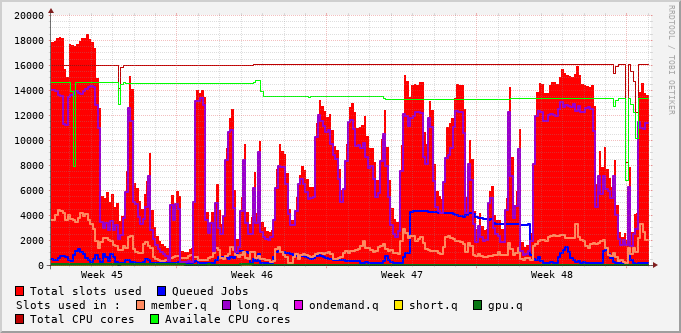 20000
18000
16000
14000
12000
10000
8000
6000
4000
2000
0
Week 45 Week 46 Week 47 Week 48
Total slots used Queued Jobs
Slots used in : member.q long.q ondemand.q short.q gpu.q
Total CPU cores Availale CPU cores
RRDTOOL / TOBI OETIKER